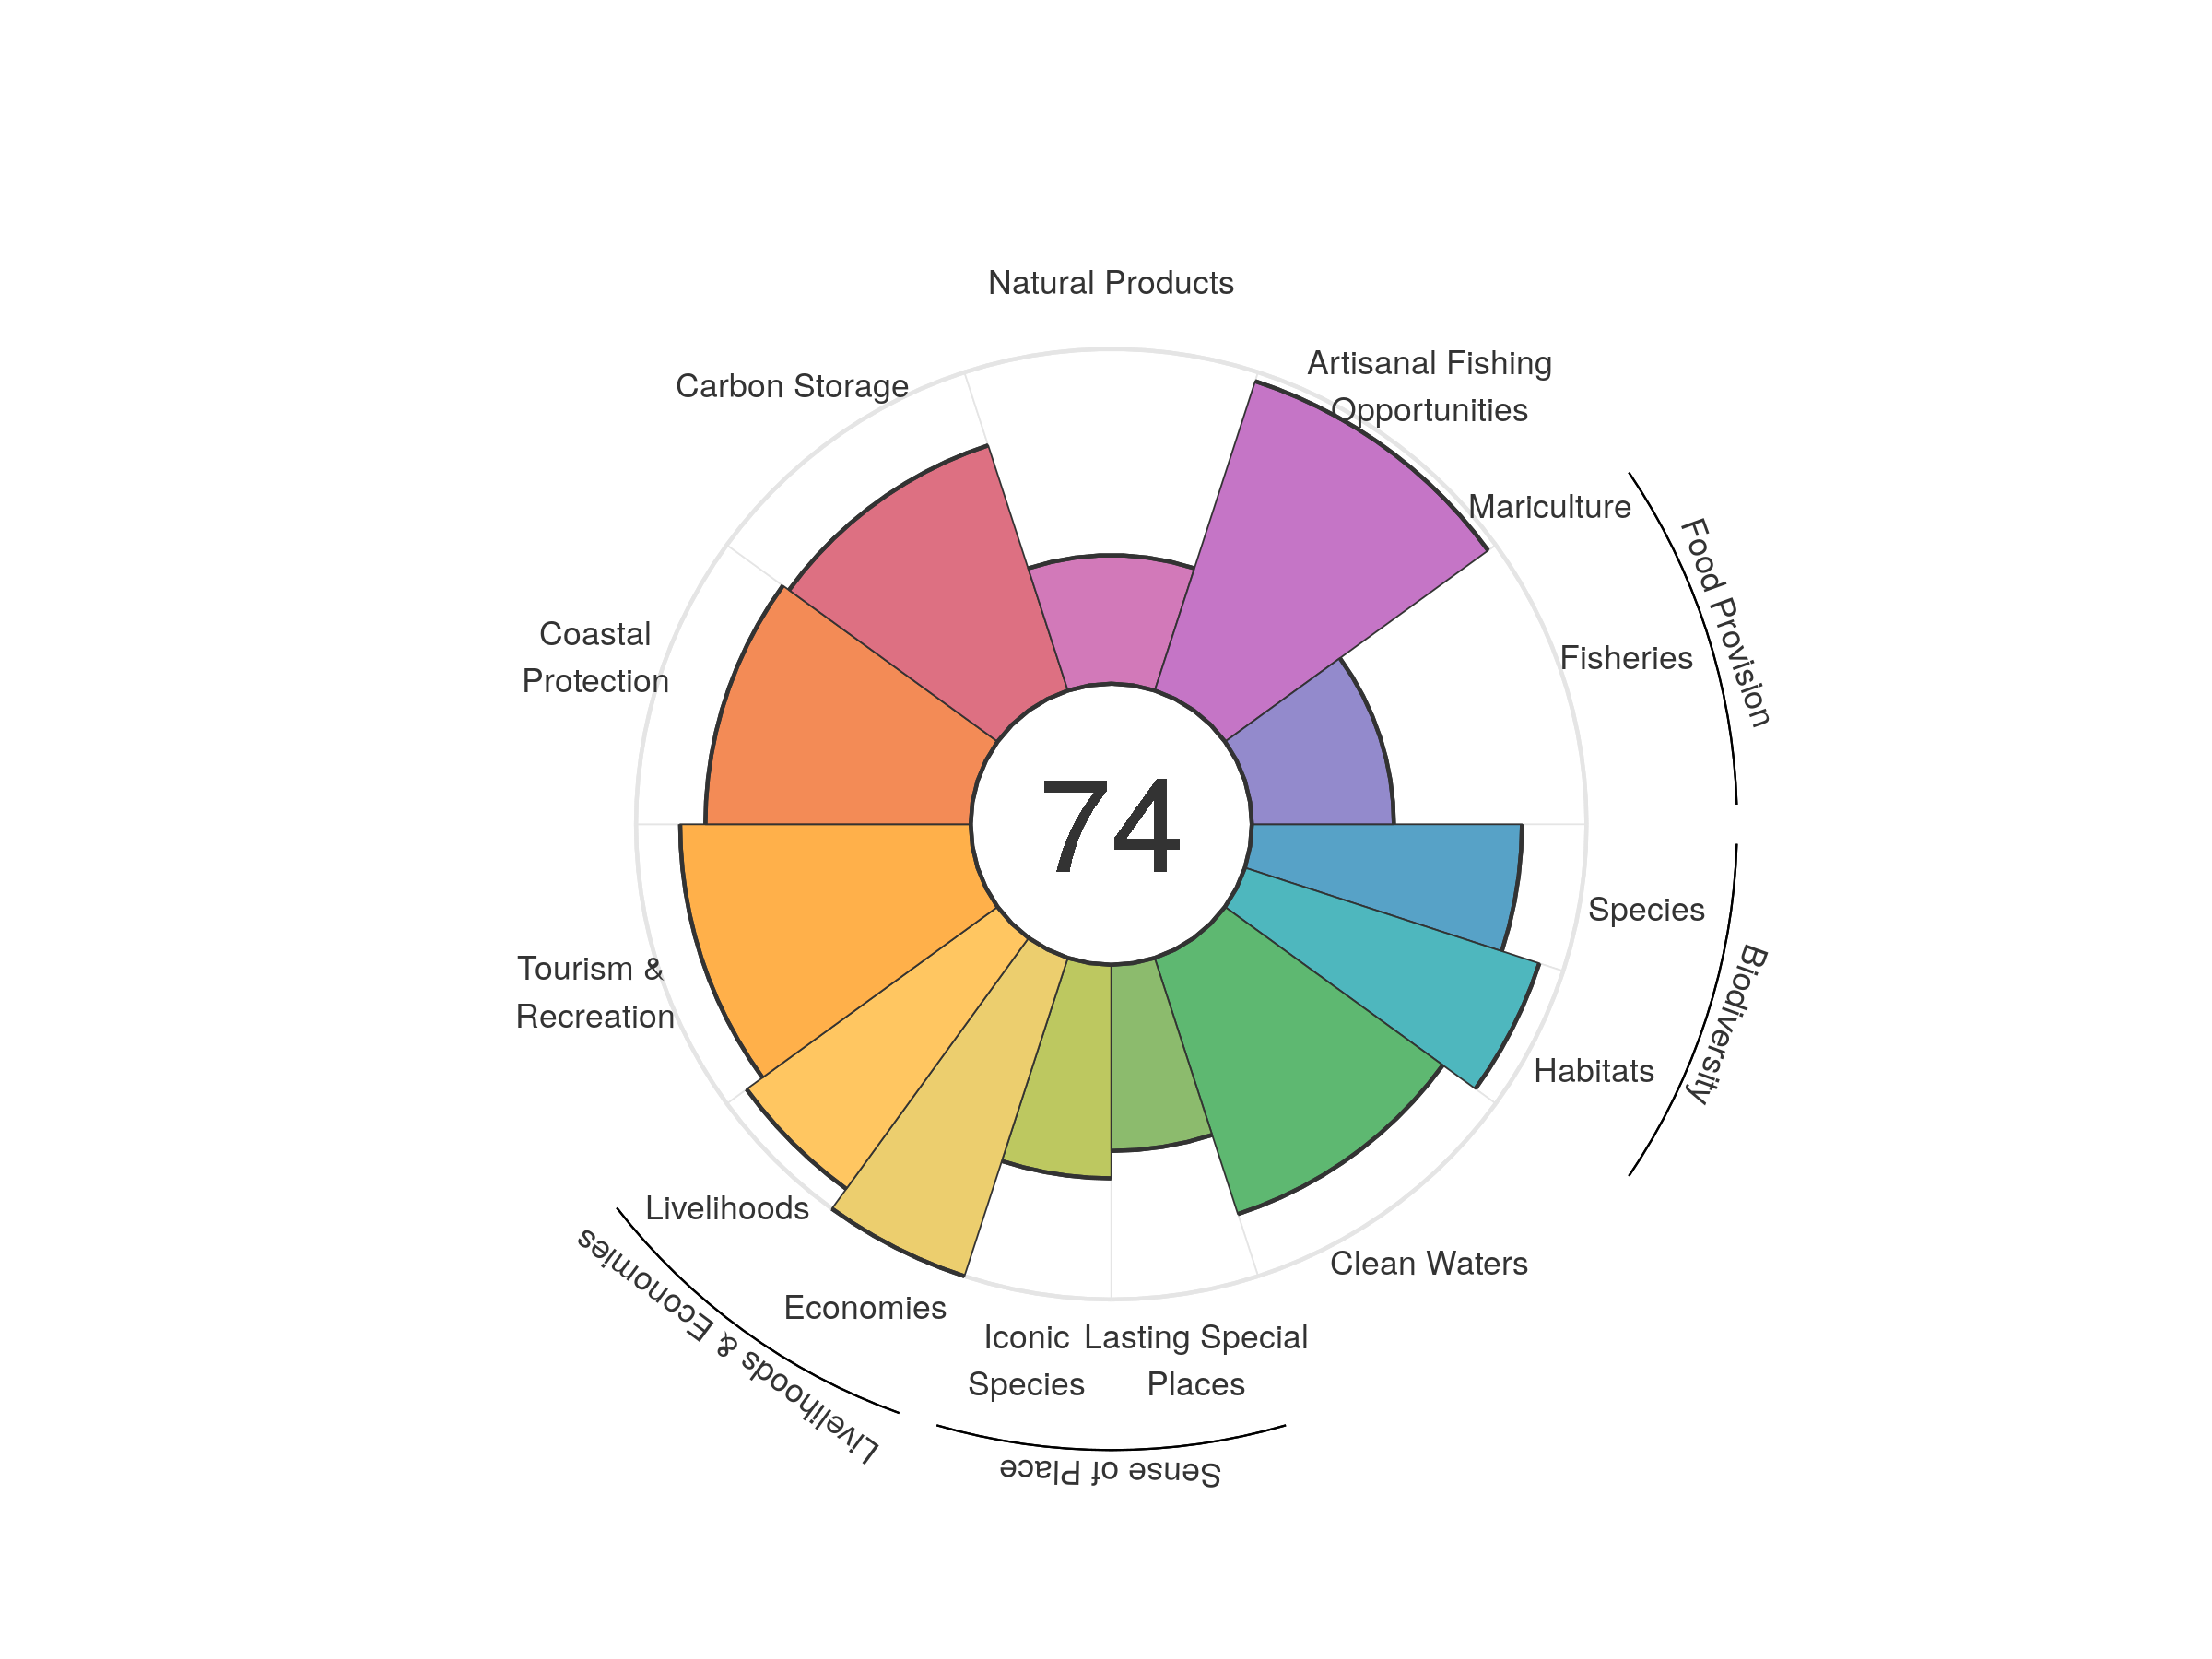 Natural Products
Artisanal Fishing
Opportunities
Carbon Storage
Mariculture
Food Provision
Fisheries
Coastal
Protection
74
Species
Biodiversity
Tourism &
Recreation
Habitats
Livelihoods
Livelihoods & Economies
Clean Waters
Economies
Iconic
Species
Lasting Special
Places
Sense of Place